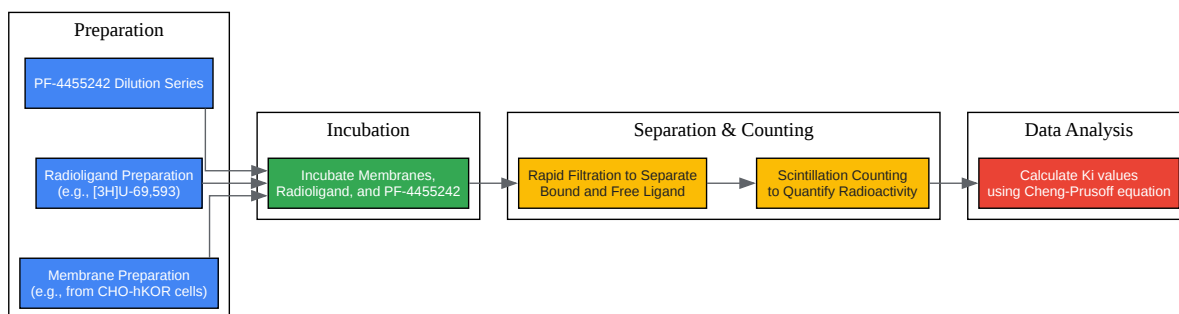 Preparation
PF-4455242 Dilution Series
Radioligand Preparation
(e.g., [3H]U-69,593)
Membrane Preparation
(e.g., from CHO-hKOR cells)
Incubation
Incubate Membranes,
Radioligand, and PF-4455242
Separation & Counting
Rapid Filtration to Separate
Bound and Free Ligand
Scintillation Counting
to Quantify Radioactivity
Data Analysis
Calculate Ki values
using Cheng-Prusoff equation